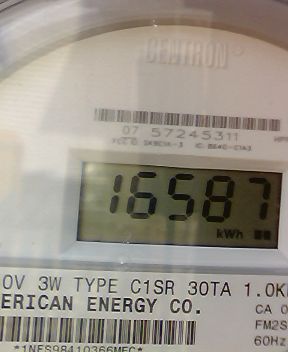 CENTRON®
07 57245311
16587
kWh
0V 3W TYPE C1SR 30TA 1.0K
ERICAN ENERGY CO.
CA 0
FM2S
60Hz